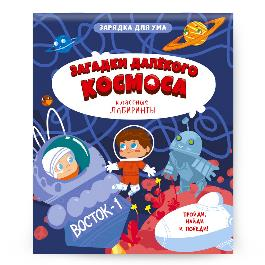 ЗАРЯДКА ДЛЯ УМА
ЗАГАДКИ ДАЛЁКОГО
КОСМОСА
КЛАССНЫЕ
ЛАБИРИНТЫ
ВОСТОК-1
ПРОЙДИ,
НАЙДИ
И ПОБЕДИ!